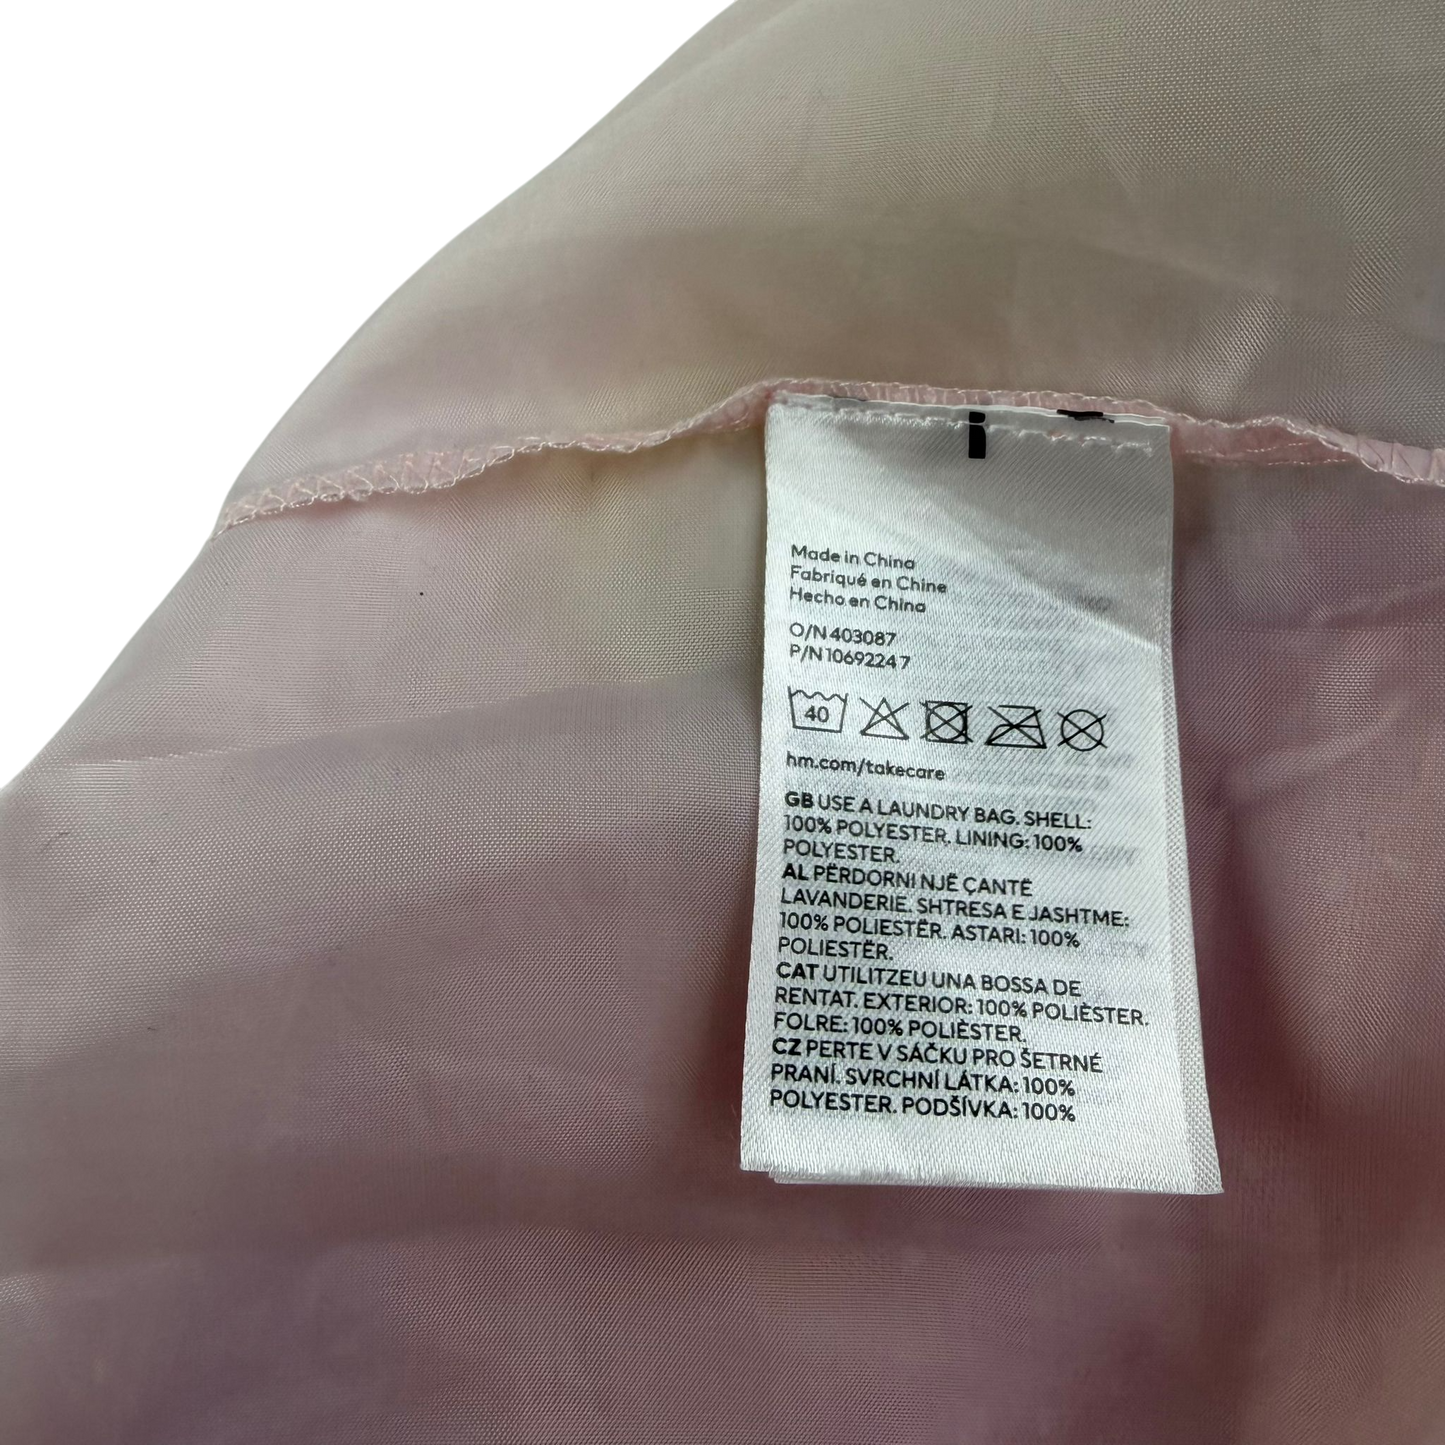 Made in China
Fabriqué en Chine
Hecho en China
O/N 403087
P/N 10692247
40
hm.com/takecare
GB USE A LAUNDRY BAG. SHELL:
100% POLYESTER. LINING: 100%
POLYESTER.
AL PËRDORNI NJË ÇANTË
LAVANDERIE. SHTRESA E JASHTME:
100% POLIESTËR. ASTARI: 100%
POLIESTËR.
CAT UTILITZEU UNA BOSSA DE
RENTAT. EXTERIOR: 100% POLIÈSTER.
FOLRE: 100% POLIÈSTER.
CZ PERTE V SÁČKU PRO ŠETRNÉ
PRANÍ. SVRCHNÍ LÁTKA: 100%
POLYESTER. PODŠÍVKA: 100%